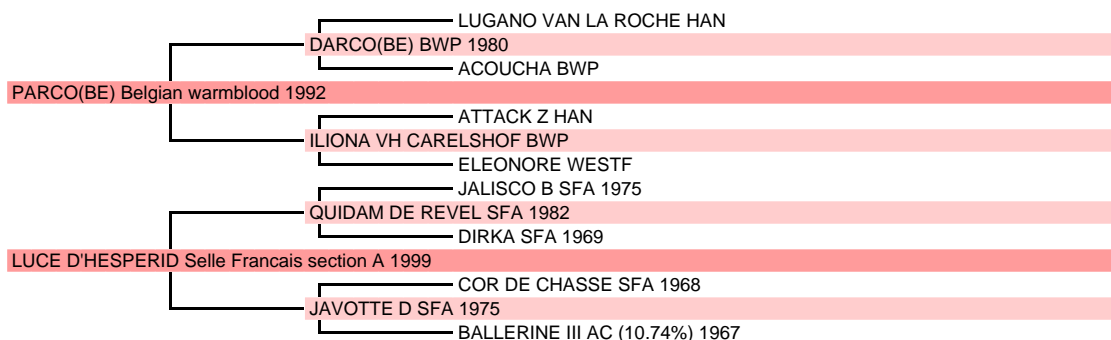 LUGANO VAN LA ROCHE HAN
DARCO(BE) BWP 1980
ACOUCHA BWP
PARCO(BE) Belgian warmblood 1992
ATTACK Z HAN
ILIONA VH CARELSHOF BWP
ELEONORE WESTF
JALISCO B SFA 1975
QUIDAM DE REVEL SFA 1982
DIRKA SFA 1969
LUCE D'HESPERID Selle Francais section A 1999
COR DE CHASSE SFA 1968
JAVOTTE D SFA 1975
BALLERINE III AC (10.74%) 1967